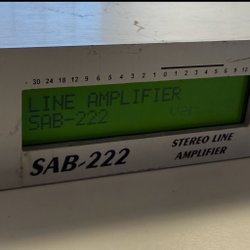 30 24 18 12 9 6 5 4 3 2 1 0 1 2 3 4 5 6 9 12
LINE AMPLIFIER
SAB-222
SAB-222
STEREO LINE
AMPLIFIER